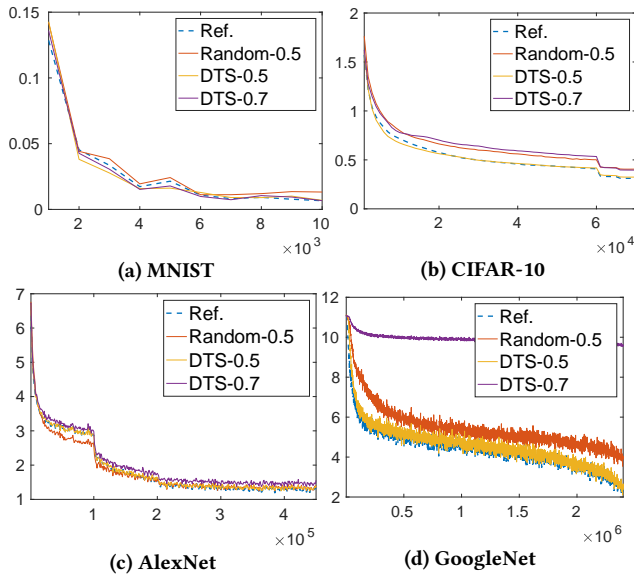 0.15
0.1
0.05
0
2 4 6 8 10
×10³
Ref.
Random-0.5
DTS-0.5
DTS-0.7
(a) MNIST
2
1.5
1
0.5
0
2 4 6
×10⁴
Ref.
Random-0.5
DTS-0.5
DTS-0.7
(b) CIFAR-10
7
6
5
4
3
2
1
1 2 3 4
×10⁵
Ref.
Random-0.5
DTS-0.5
DTS-0.7
(c) AlexNet
12
10
8
6
4
2
0.5 1 1.5 2
×10⁶
Ref.
Random-0.5
DTS-0.5
DTS-0.7
(d) GoogleNet